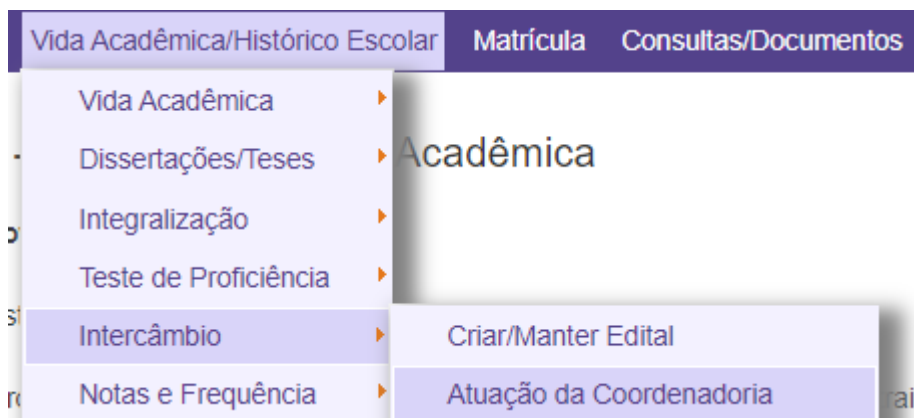 Vida Acadêmica/Histórico Escolar Matrícula Consultas/Documentos
Vida Acadêmica
Dissertações/Teses
Acadêmica
Integralização
Teste de Proficiência
Intercâmbio
Criar/Manter Edital
Notas e Frequência
Atuação da Coordenadoria